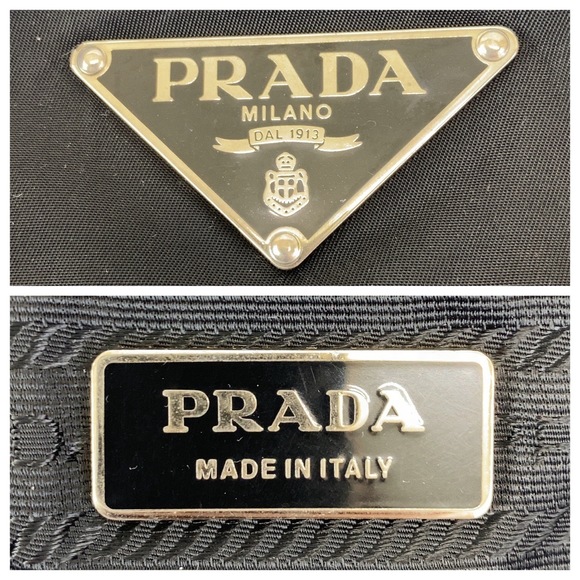 PRADA
MILANO
DAL 1913
PRADA
MADE IN ITALY